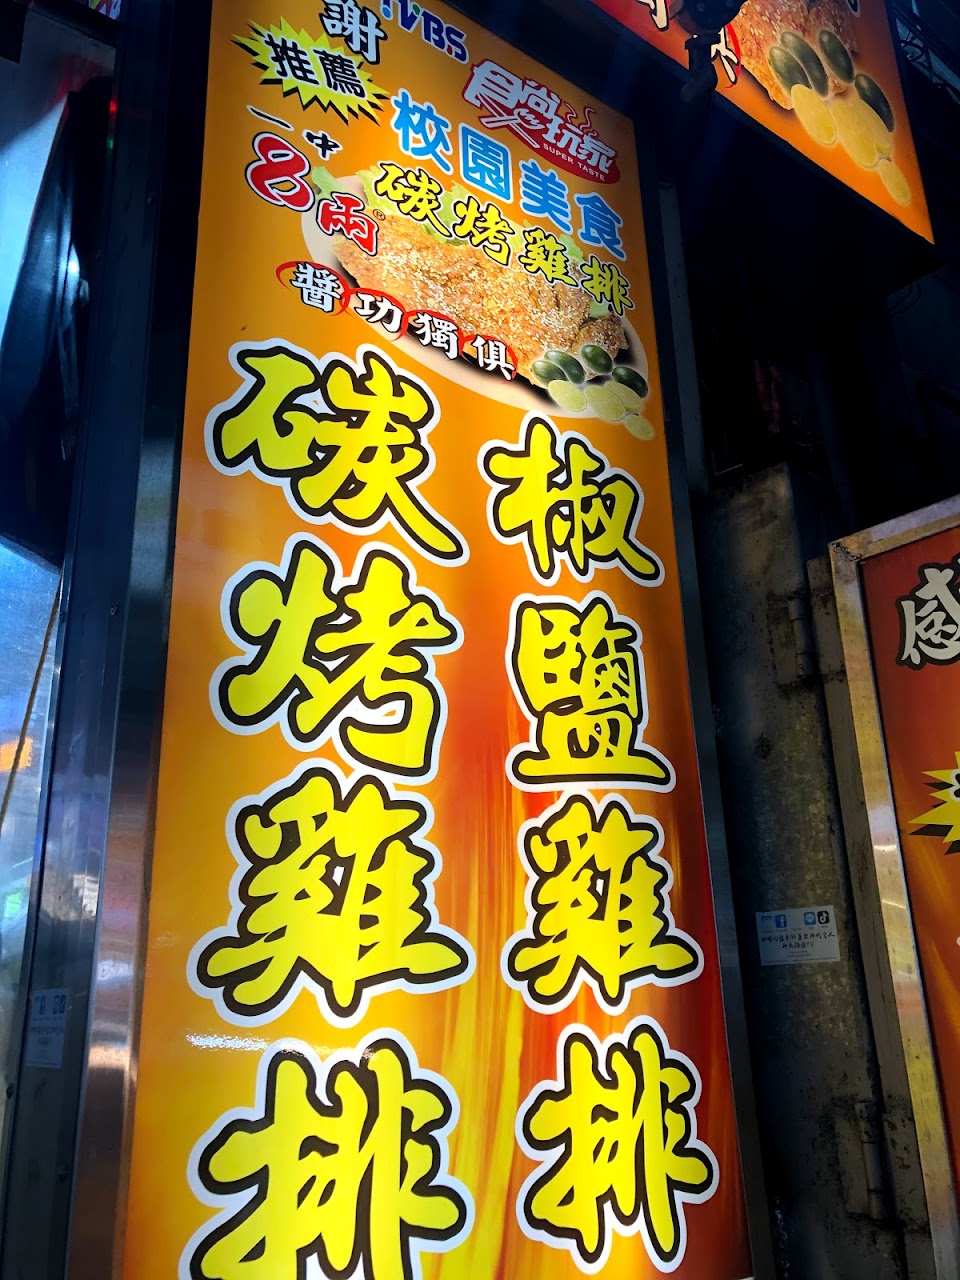 謝
TVBS
食尚玩家
SUPER TASTE
推薦
校園美食
一中
8兩®
碳烤雞排
醬功獨俱
碳烤雞排
椒鹽雞排
感